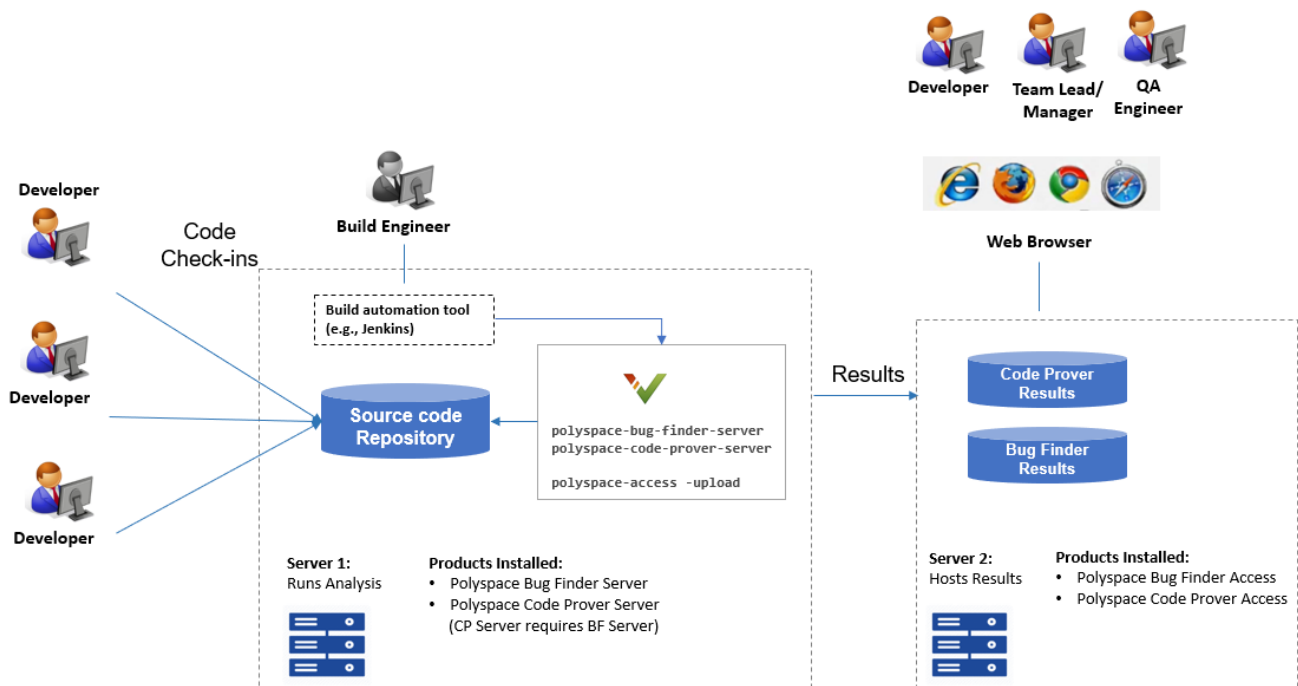 Developer
Team Lead/
Manager
QA
Engineer
Developer
Code
Check-ins
Build Engineer
Web Browser
Build automation tool
(e.g., Jenkins)
Developer
Source code
Repository
polyspace-bug-finder-server
polyspace-code-prover-server
polyspace-access -upload
Results
Code Prover
Results
Bug Finder
Results
Developer
Server 1:
Runs Analysis
Products Installed:
• Polyspace Bug Finder Server
• Polyspace Code Prover Server
(CP Server requires BF Server)
Server 2:
Hosts Results
Products Installed:
• Polyspace Bug Finder Access
• Polyspace Code Prover Access